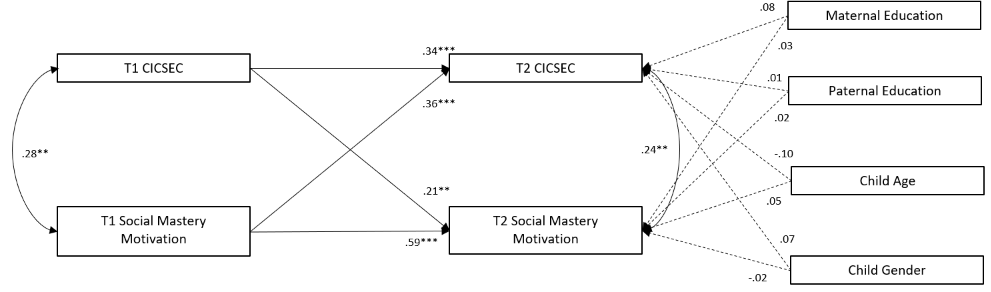 .08
Maternal Education
.03
.34***
T1 CICSEC
T2 CICSEC
.01
Paternal Education
.36***
.02
.28**
.24**
-.10
Child Age
.21**
.05
T1 Social Mastery
Motivation
T2 Social Mastery
Motivation
.59***
.07
Child Gender
-.02